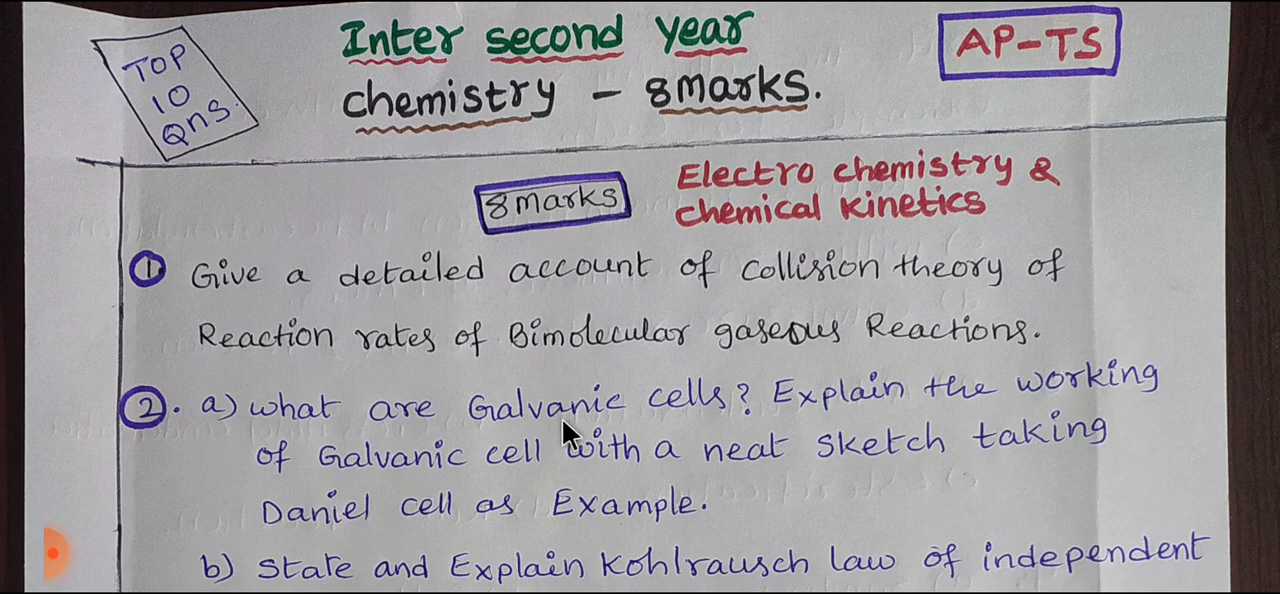 TOP
10
Qns.
Inter second year
chemistry - 8marks.
AP-TS
8marks
Electro chemistry &
chemical kinetics
1. Give a detailed account of collision theory of
Reaction rates of Bimolecular gaseous Reactions.
2. a) what are Galvanic cells? Explain the working
of Galvanic cell with a neat sketch taking
Daniel cell as Example.
b) state and Explain Kohlrausch law of independent